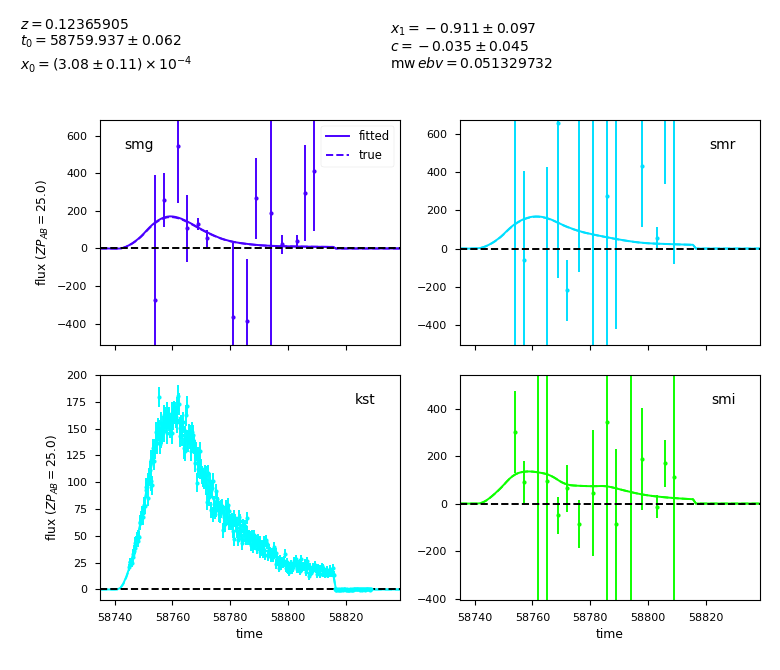 z = 0.12365905
t₀ = 58759.937 ± 0.062
x₀ = (3.08 ± 0.11) × 10⁻⁴
x₁ = −0.911 ± 0.097
c = −0.035 ± 0.045
mw ebv = 0.051329732
600
400
200
0
−200
−400
flux (ZP_AB = 25.0)
smg
fitted
true
600
400
200
0
−200
−400
smr
200
175
150
125
100
75
50
25
0
flux (ZP_AB = 25.0)
kst
58740 58760 58780 58800 58820
time
400
200
0
−200
−400
smi
58740 58760 58780 58800 58820
time